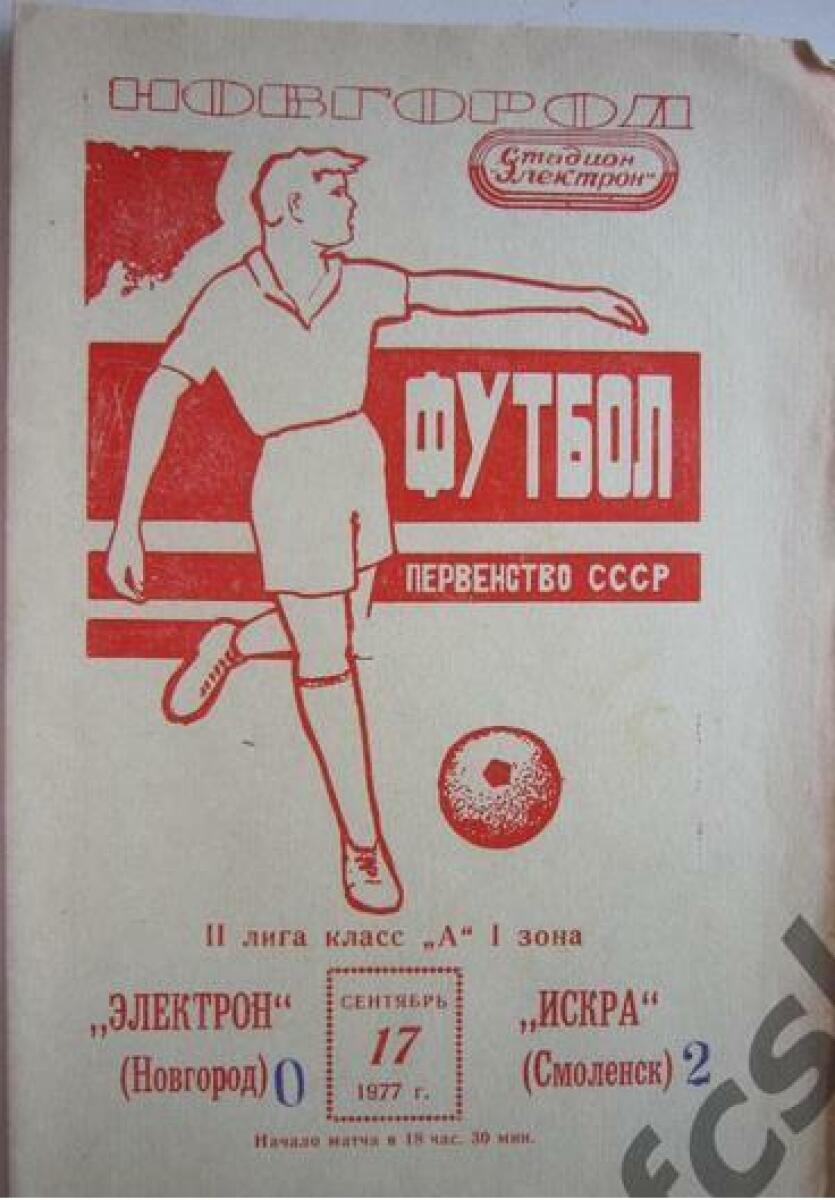 НОВГОРОД
Стадион
"Электрон"
ФУТБОЛ
ПЕРВЕНСТВО СССР
II лига класс „А“ I зона
„ЭЛЕКТРОН“
(Новгород) 0
СЕНТЯБРЬ
17
1977 г.
„ИСКРА“
(Смоленск) 2
Начало матча в 18 час. 30 мин.